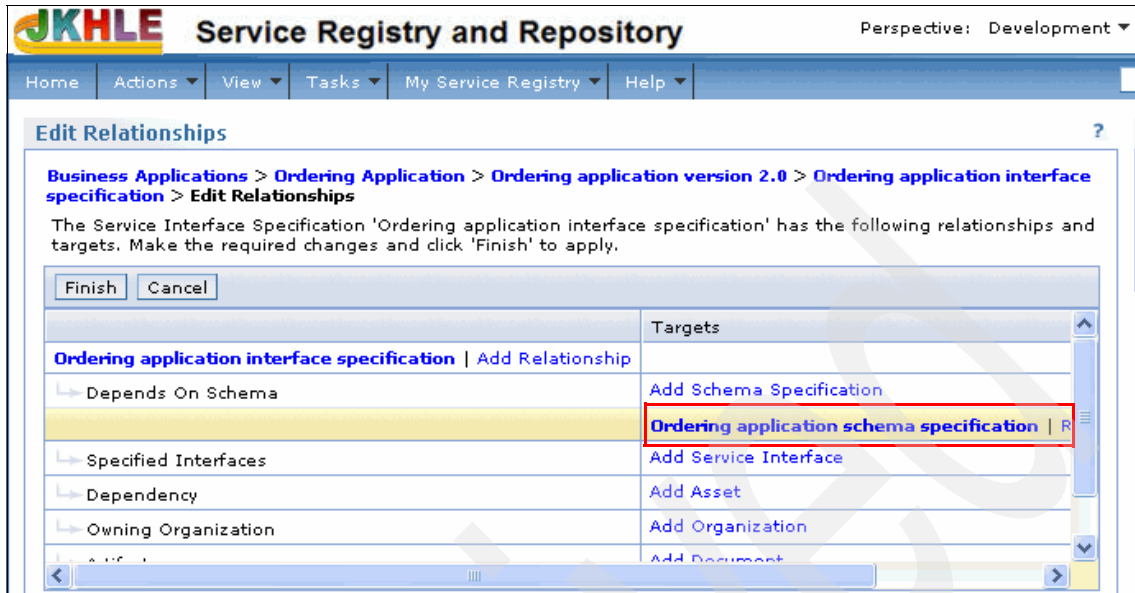 JKHLE Service Registry and Repository Perspective: Development
Home Actions View Tasks My Service Registry Help
Edit Relationships ?
Business Applications > Ordering Application > Ordering application version 2.0 > Ordering application interface
specification > Edit Relationships
The Service Interface Specification 'Ordering application interface specification' has the following relationships and
targets. Make the required changes and click 'Finish' to apply.
Finish Cancel
Targets
Ordering application interface specification | Add Relationship
Depends On Schema Add Schema Specification
Ordering application schema specification | R
Specified Interfaces Add Service Interface
Dependency Add Asset
Owning Organization Add Organization
Add Document